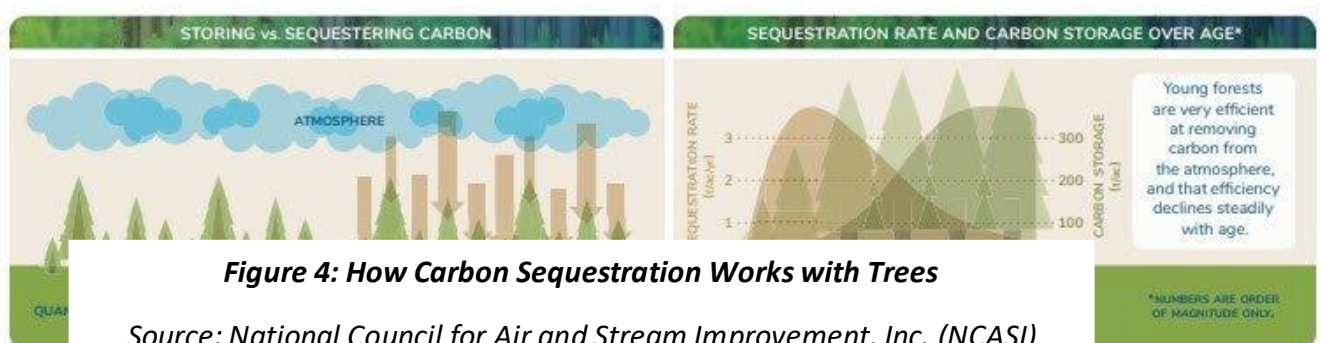 STORING vs. SEQUESTERING CARBON
ATMOSPHERE
SEQUESTRATION RATE AND CARBON STORAGE OVER AGE*
SEQUESTRATION RATE
(t/ac/yr)
3
2
1
300
200
100
CARBON STORAGE
(t/ac)
Young forests
are very efficient
at removing
carbon from
the atmosphere,
and that efficiency
declines steadily
with age.
*NUMBERS ARE ORDER
OF MAGNITUDE ONLY.
Figure 4: How Carbon Sequestration Works with Trees
Source: National Council for Air and Stream Improvement, Inc. (NCASI)